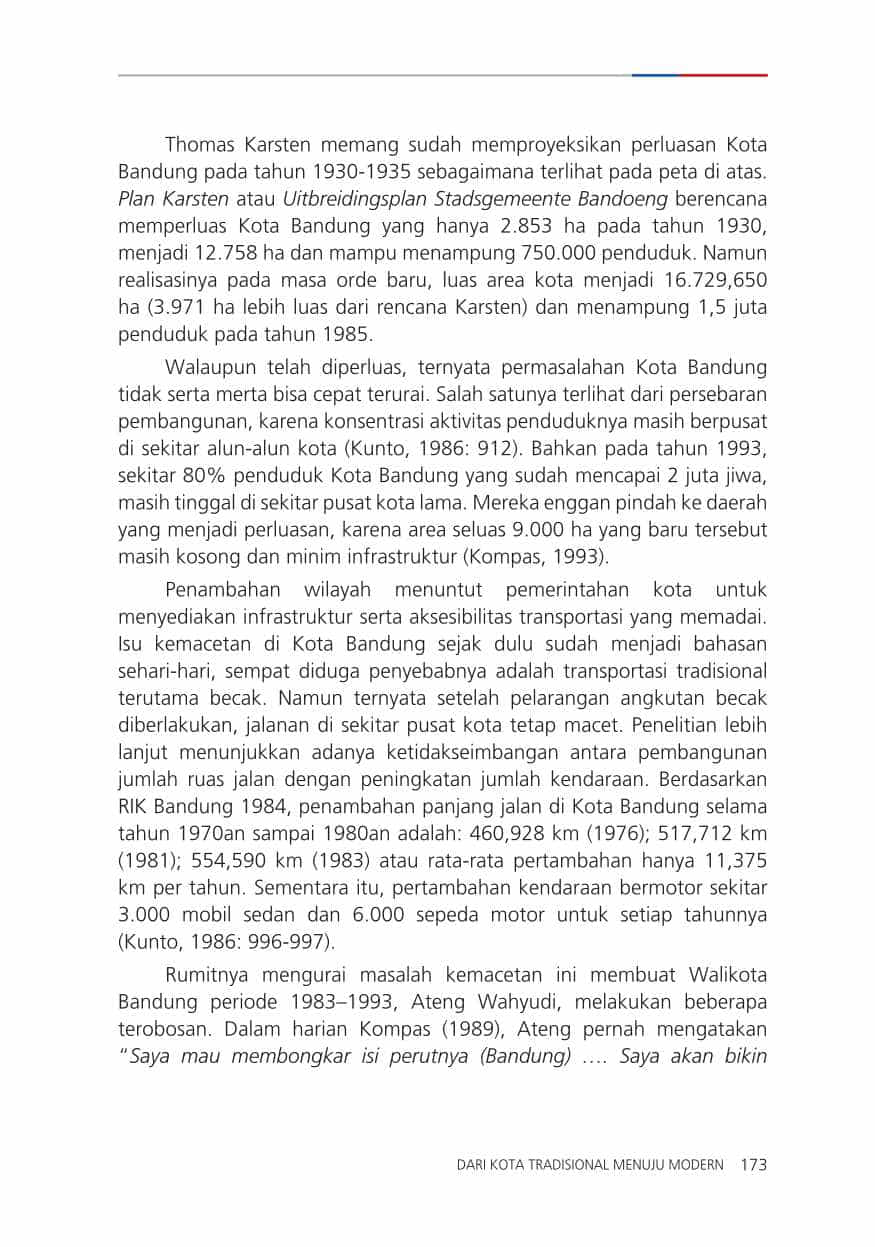 Thomas Karsten memang sudah memproyeksikan perluasan Kota
Bandung pada tahun 1930-1935 sebagaimana terlihat pada peta di atas.
Plan Karsten atau Uitbreidingsplan Stadsgemeente Bandoeng berencana
memperluas Kota Bandung yang hanya 2.853 ha pada tahun 1930,
menjadi 12.758 ha dan mampu menampung 750.000 penduduk. Namun
realisasinya pada masa orde baru, luas area kota menjadi 16.729,650
ha (3.971 ha lebih luas dari rencana Karsten) dan menampung 1,5 juta
penduduk pada tahun 1985.
Walaupun telah diperluas, ternyata permasalahan Kota Bandung
tidak serta merta bisa cepat terurai. Salah satunya terlihat dari persebaran
pembangunan, karena konsentrasi aktivitas penduduknya masih berpusat
di sekitar alun-alun kota (Kunto, 1986: 912). Bahkan pada tahun 1993,
sekitar 80% penduduk Kota Bandung yang sudah mencapai 2 juta jiwa,
masih tinggal di sekitar pusat kota lama. Mereka enggan pindah ke daerah
yang menjadi perluasan, karena area seluas 9.000 ha yang baru tersebut
masih kosong dan minim infrastruktur (Kompas, 1993).
Penambahan wilayah menuntut pemerintahan kota untuk
menyediakan infrastruktur serta aksesibilitas transportasi yang memadai.
Isu kemacetan di Kota Bandung sejak dulu sudah menjadi bahasan
sehari-hari, sempat diduga penyebabnya adalah transportasi tradisional
terutama becak. Namun ternyata setelah pelarangan angkutan becak
diberlakukan, jalanan di sekitar pusat kota tetap macet. Penelitian lebih
lanjut menunjukkan adanya ketidakseimbangan antara pembangunan
jumlah ruas jalan dengan peningkatan jumlah kendaraan. Berdasarkan
RIK Bandung 1984, penambahan panjang jalan di Kota Bandung selama
tahun 1970an sampai 1980an adalah: 460,928 km (1976); 517,712 km
(1981); 554,590 km (1983) atau rata-rata pertambahan hanya 11,375
km per tahun. Sementara itu, pertambahan kendaraan bermotor sekitar
3.000 mobil sedan dan 6.000 sepeda motor untuk setiap tahunnya
(Kunto, 1986: 996-997).
Rumitnya mengurai masalah kemacetan ini membuat Walikota
Bandung periode 1983–1993, Ateng Wahyudi, melakukan beberapa
terobosan. Dalam harian Kompas (1989), Ateng pernah mengatakan
“Saya mau membongkar isi perutnya (Bandung) …. Saya akan bikin
DARI KOTA TRADISIONAL MENUJU MODERN 173